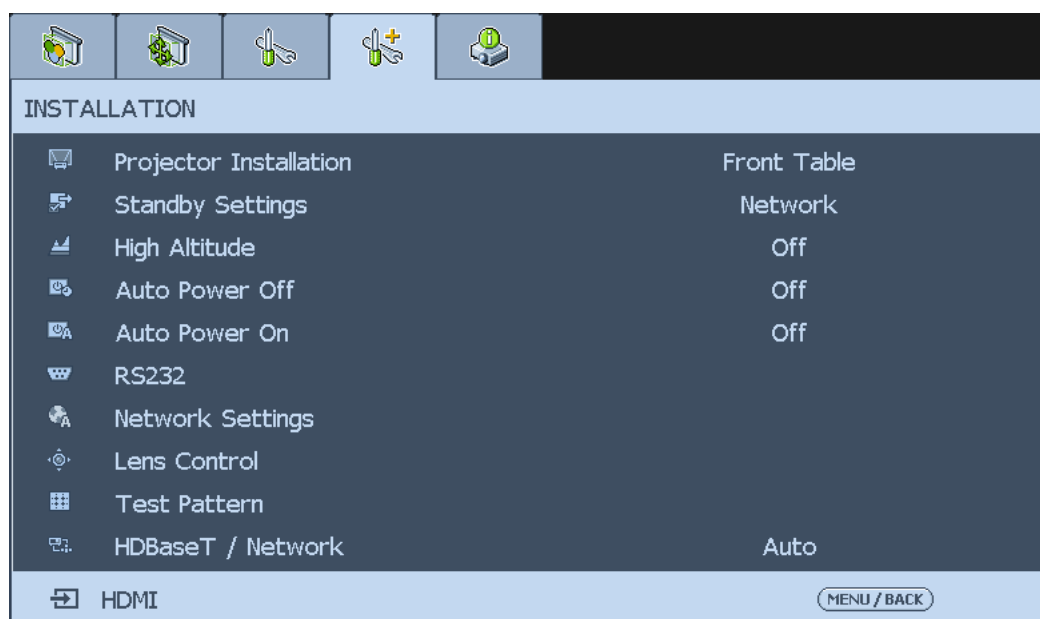 INSTALLATION
Projector Installation Front Table
Standby Settings Network
High Altitude Off
Auto Power Off Off
Auto Power On Off
RS232
Network Settings
Lens Control
Test Pattern
HDBaseT / Network Auto
HDMI MENU / BACK